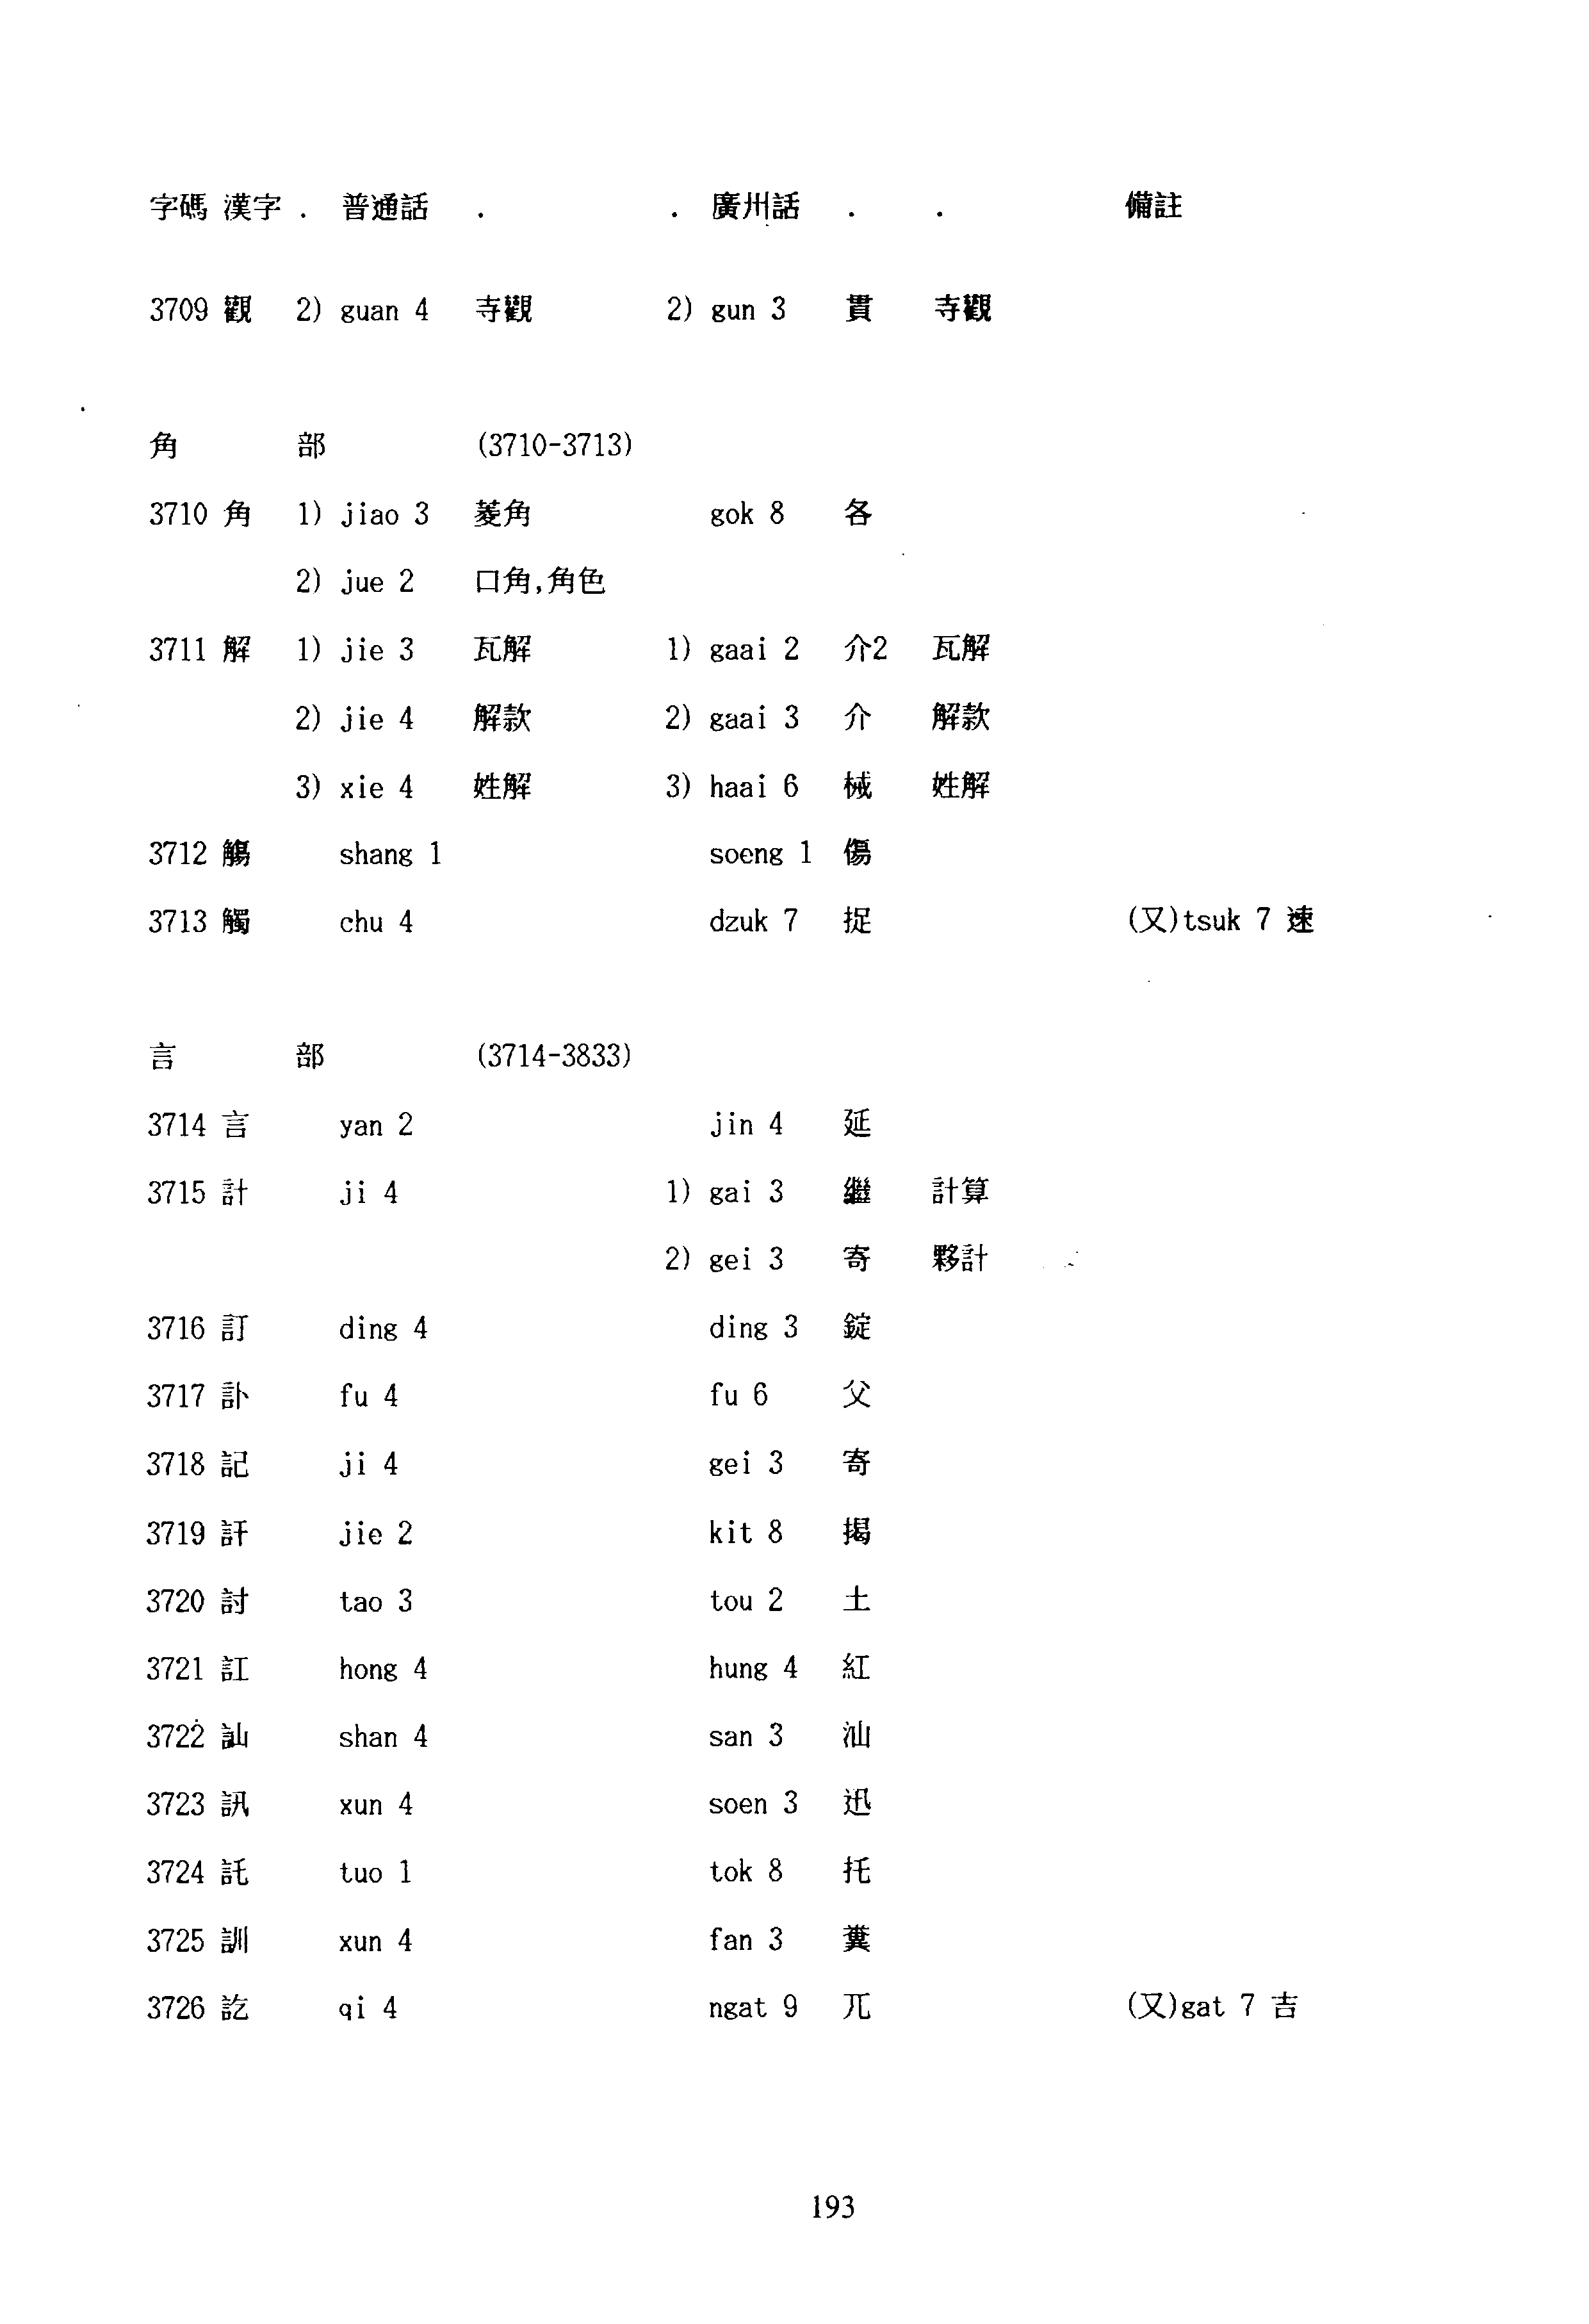 字碼 漢字 . 普通話 . . 廣州話 . . 備註
3709 觀 2) guan 4 寺觀 2) gun 3 貫 寺觀
角 部 (3710-3713)
3710 角 1) jiao 3 菱角 gok 8 各
2) jue 2 口角,角色
3711 解 1) jie 3 瓦解 1) gaai 2 介2 瓦解
2) jie 4 解款 2) gaai 3 介 解款
3) xie 4 姓解 3) haai 6 械 姓解
3712 觴 shang 1 soeng 1 傷
3713 觸 chu 4 dzuk 7 捉 (又)tsuk 7 速
言 部 (3714-3833)
3714 言 yan 2 jin 4 延
3715 計 ji 4 1) gai 3 繼 計算
2) gei 3 寄 夥計
3716 訂 ding 4 ding 3 錠
3717 訃 fu 4 fu 6 父
3718 記 ji 4 gei 3 寄
3719 訐 jie 2 kit 8 揭
3720 討 tao 3 tou 2 土
3721 訌 hong 4 hung 4 紅
3722 訕 shan 4 san 3 汕
3723 訊 xun 4 soen 3 迅
3724 託 tuo 1 tok 8 托
3725 訓 xun 4 fan 3 糞
3726 訖 qi 4 ngat 9 兀 (又)gat 7 吉
193